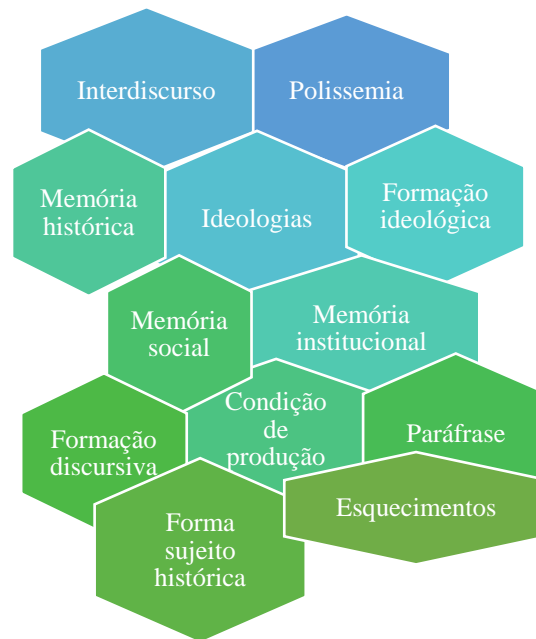 Interdiscurso
Polissemia
Memória
histórica
Ideologias
Formação
ideológica
Memória
social
Memória
institucional
Formação
discursiva
Condição
de
produção
Paráfrase
Forma
sujeito
histórica
Esquecimentos